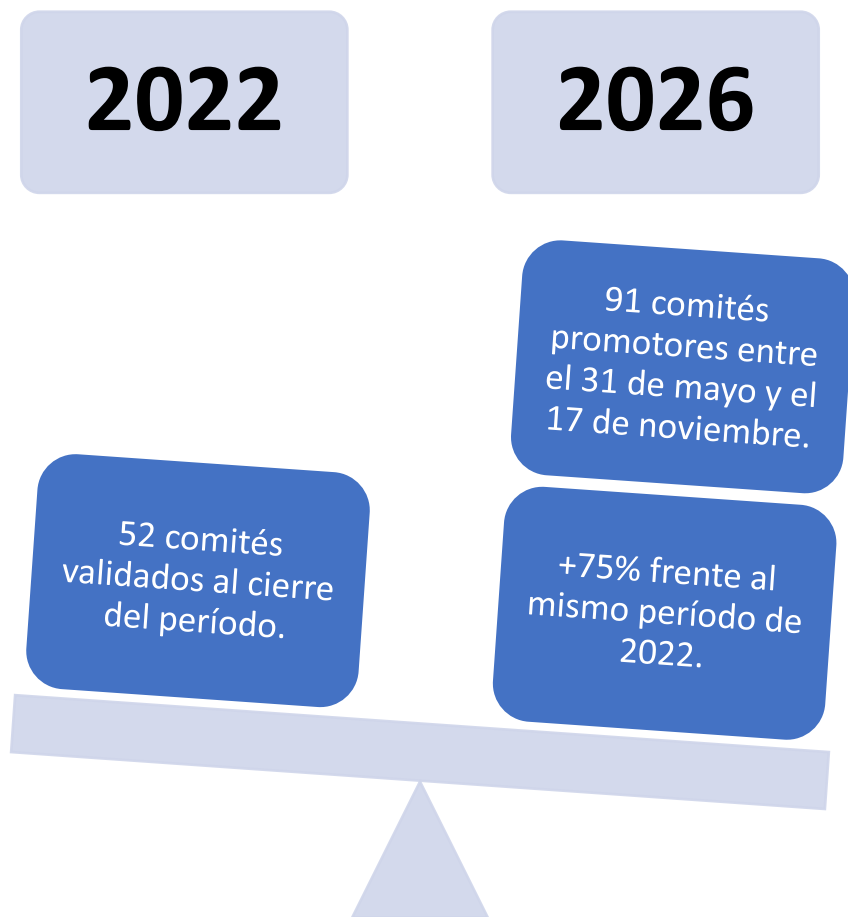 2022
2026
52 comités
validados al cierre
del período.
91 comités
promotores entre
el 31 de mayo y el
17 de noviembre.
+75% frente al
mismo período de
2022.